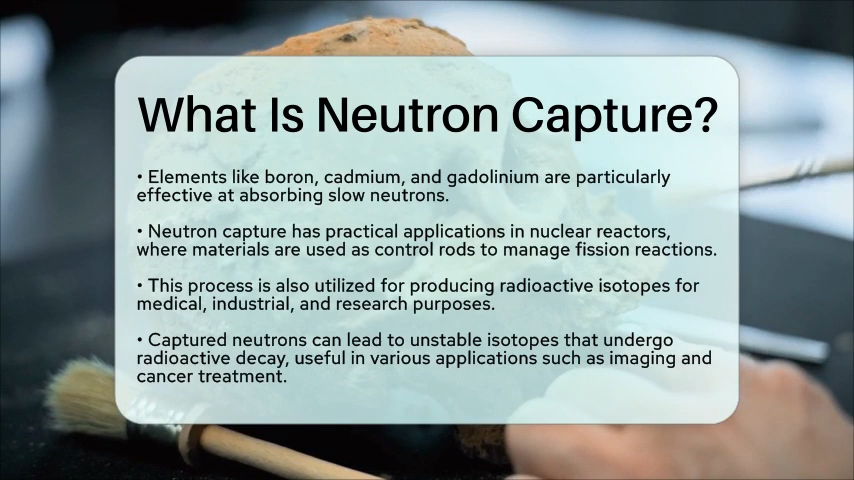 What Is Neutron Capture?
• Elements like boron, cadmium, and gadolinium are particularly
effective at absorbing slow neutrons.
• Neutron capture has practical applications in nuclear reactors,
where materials are used as control rods to manage fission reactions.
• This process is also utilized for producing radioactive isotopes for
medical, industrial, and research purposes.
• Captured neutrons can lead to unstable isotopes that undergo
radioactive decay, useful in various applications such as imaging and
cancer treatment.